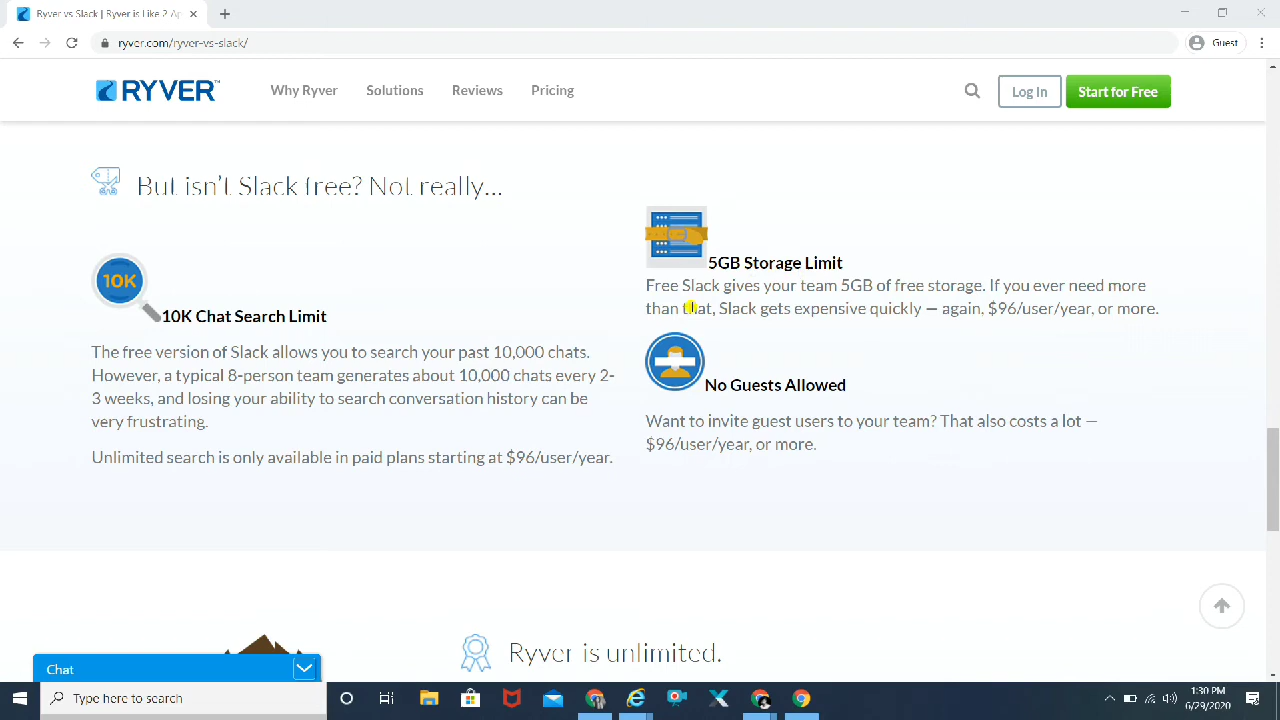 Ryver vs Slack | Ryver is Like 2 Ap
ryver.com/ryver-vs-slack/
Guest
RYVER™
Why Ryver
Solutions
Reviews
Pricing
Log In
Start for Free
But isn't Slack free? Not really...
10K
10K Chat Search Limit
The free version of Slack allows you to search your past 10,000 chats.
However, a typical 8-person team generates about 10,000 chats every 2-
3 weeks, and losing your ability to search conversation history can be
very frustrating.
Unlimited search is only available in paid plans starting at $96/user/year.
5GB Storage Limit
Free Slack gives your team 5GB of free storage. If you ever need more
than that, Slack gets expensive quickly — again, $96/user/year, or more.
No Guests Allowed
Want to invite guest users to your team? That also costs a lot —
$96/user/year, or more.
Ryver is unlimited.
Chat
Type here to search
1:30 PM
6/29/2020